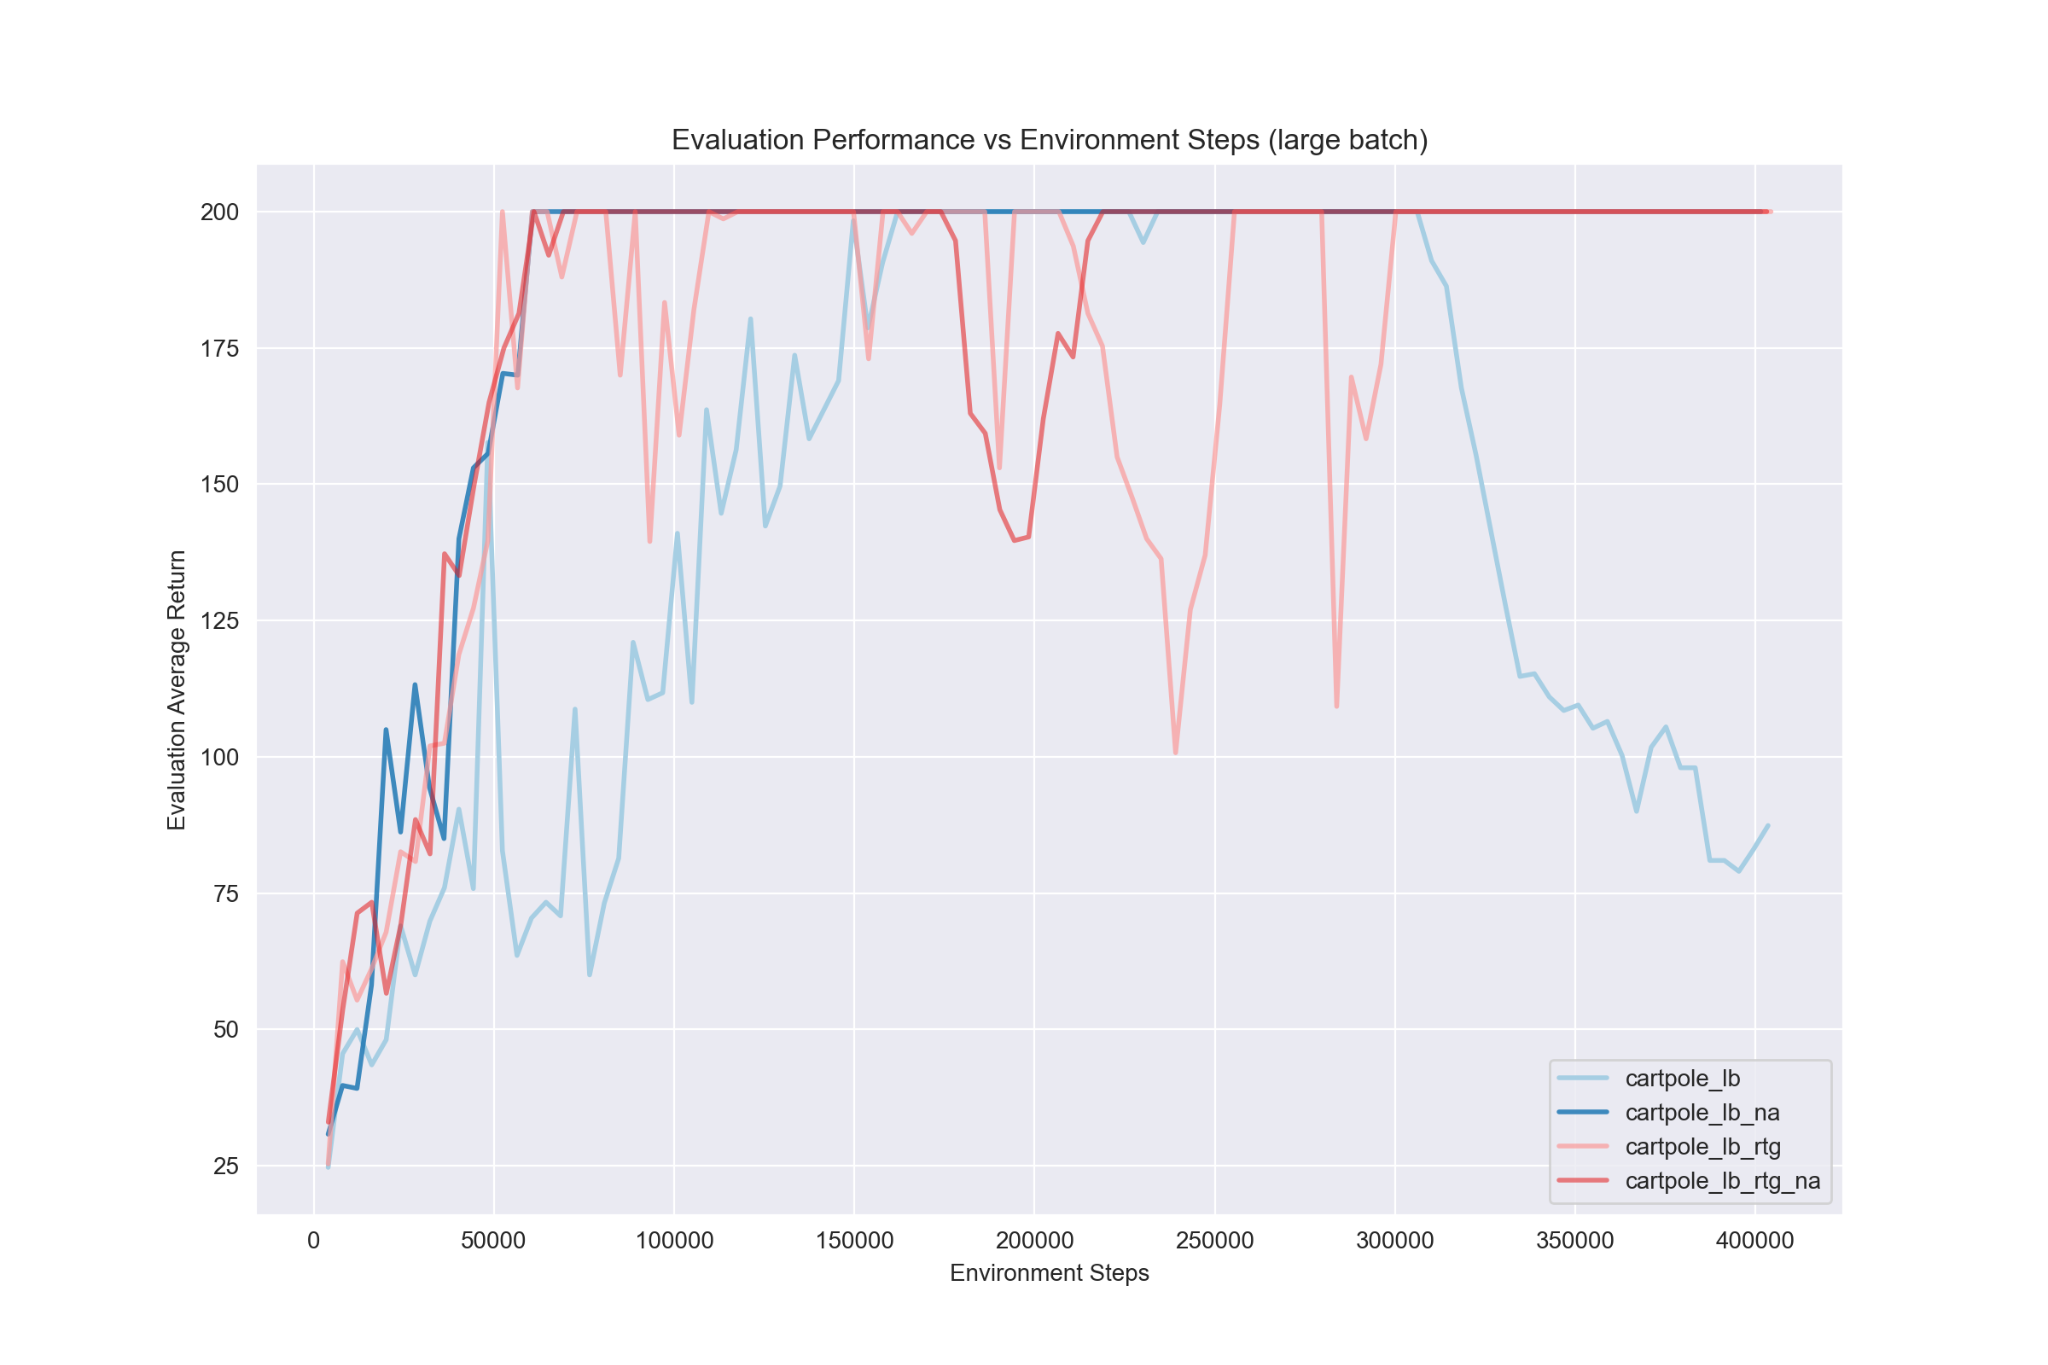 Evaluation Performance vs Environment Steps (large batch)
Evaluation Average Return
200
175
150
125
100
75
50
25
0
50000
100000
150000
200000
250000
300000
350000
400000
Environment Steps
cartpole_lb
cartpole_lb_na
cartpole_lb_rtg
cartpole_lb_rtg_na